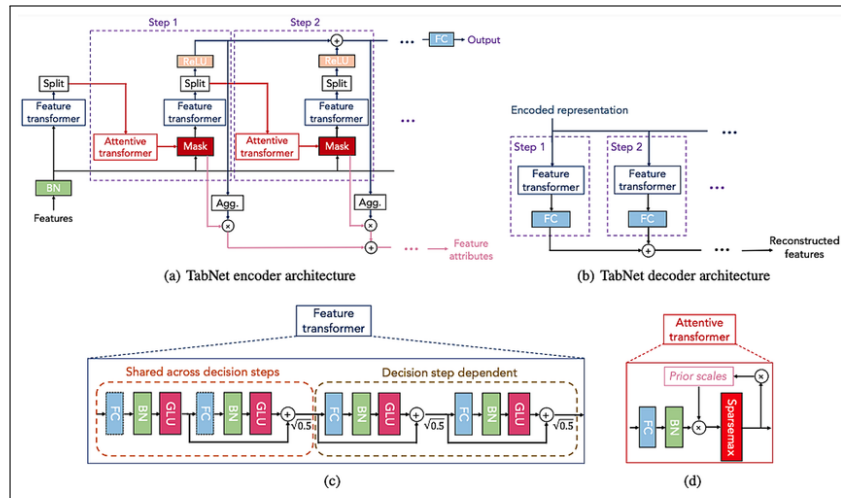 Step 1
Step 2
FC
Output
ReLU
ReLU
Split
Split
Split
Feature
transformer
Feature
transformer
Feature
transformer
Attentive
transformer
Mask
Attentive
transformer
Mask
BN
Features
Agg.
Agg.
Feature
attributes
(a) TabNet encoder architecture
Encoded representation
Step 1
Step 2
Feature
transformer
Feature
transformer
FC
FC
Reconstructed
features
(b) TabNet decoder architecture
Feature
transformer
Shared across decision steps
Decision step dependent
FC
BN
GLU
FC
BN
GLU
√0.5
FC
BN
GLU
√0.5
FC
BN
GLU
√0.5
(c)
Attentive
transformer
Prior scales
FC
BN
Sparsemax
(d)